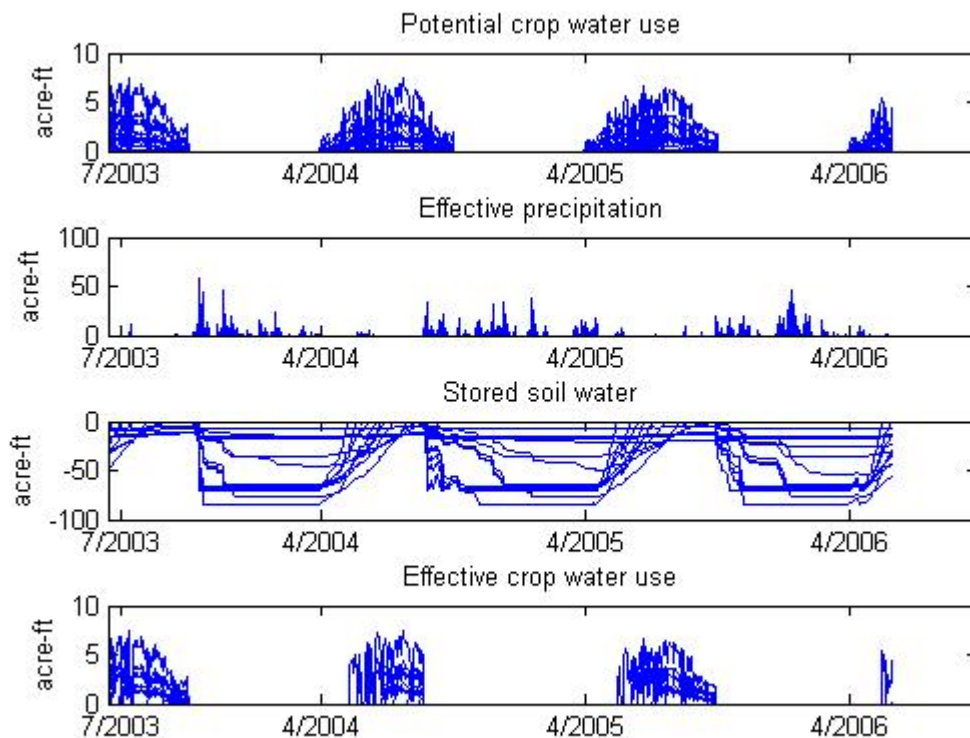 Potential crop water use
10
5
0
acre-ft
7/2003 4/2004 4/2005 4/2006
Effective precipitation
100
50
0
acre-ft
7/2003 4/2004 4/2005 4/2006
Stored soil water
0
-50
-100
acre-ft
7/2003 4/2004 4/2005 4/2006
Effective crop water use
10
5
0
acre-ft
7/2003 4/2004 4/2005 4/2006